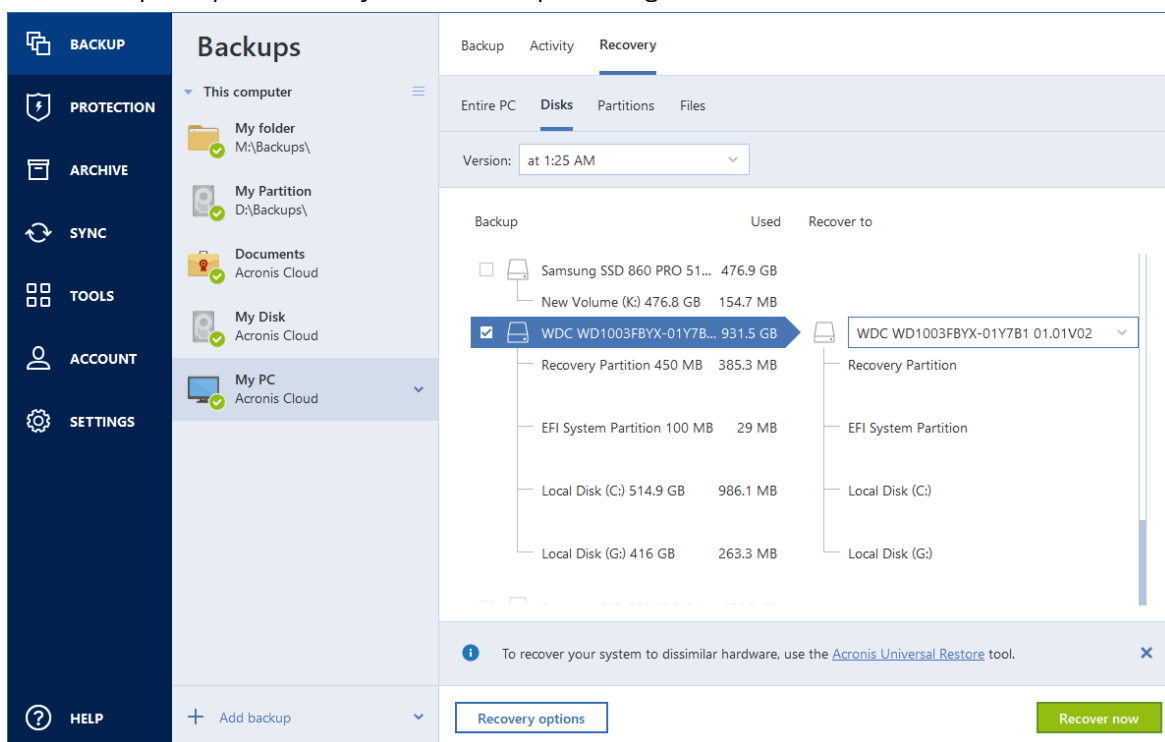 BACKUP
PROTECTION
ARCHIVE
SYNC
TOOLS
ACCOUNT
SETTINGS
HELP
Backups
This computer
My folder
M:\Backups\
My Partition
D:\Backups\
Documents
Acronis Cloud
My Disk
Acronis Cloud
My PC
Acronis Cloud
Add backup
Backup Activity Recovery
Entire PC Disks Partitions Files
Version: at 1:25 AM
Backup Used Recover to
Samsung SSD 860 PRO 51... 476.9 GB
New Volume (K:) 476.8 GB 154.7 MB
WDC WD1003FBYX-01Y7B... 931.5 GB WDC WD1003FBYX-01Y7B1 01.01V02
Recovery Partition 450 MB 385.3 MB Recovery Partition
EFI System Partition 100 MB 29 MB EFI System Partition
Local Disk (C:) 514.9 GB 986.1 MB Local Disk (C:)
Local Disk (G:) 416 GB 263.3 MB Local Disk (G:)
To recover your system to dissimilar hardware, use the Acronis Universal Restore tool.
Recovery options Recover now